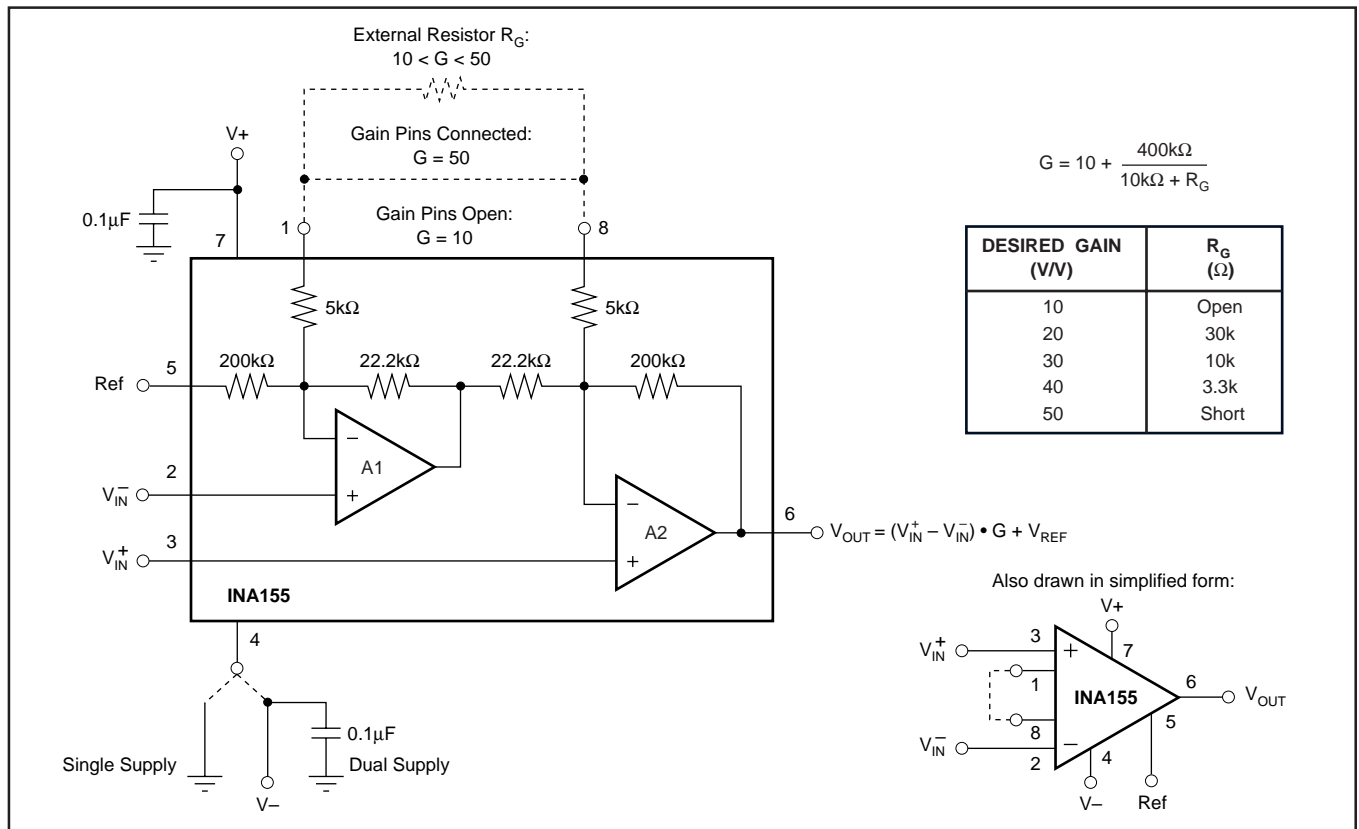 External Resistor R_G:
10 < G < 50
V+
Gain Pins Connected:
G = 50
0.1μF
7
1
Gain Pins Open:
G = 10
8
5kΩ
5kΩ
Ref
5
200kΩ
22.2kΩ
22.2kΩ
200kΩ
−
A1
+
2
V_IN^–
3
V_IN^+
−
A2
+
6
V_OUT = (V_IN^+ – V_IN^–) • G + V_REF
INA155
4
0.1μF
Single Supply
Dual Supply
V–
G = 10 + 400kΩ / 10kΩ + R_G
DESIRED GAIN (V/V) R_G (Ω)
10 Open
20 30k
30 10k
40 3.3k
50 Short
Also drawn in simplified form:
V+
V_IN^+
3
+
7
1
INA155
6
V_OUT
5
8
V_IN^–
2
−
4
V–
Ref